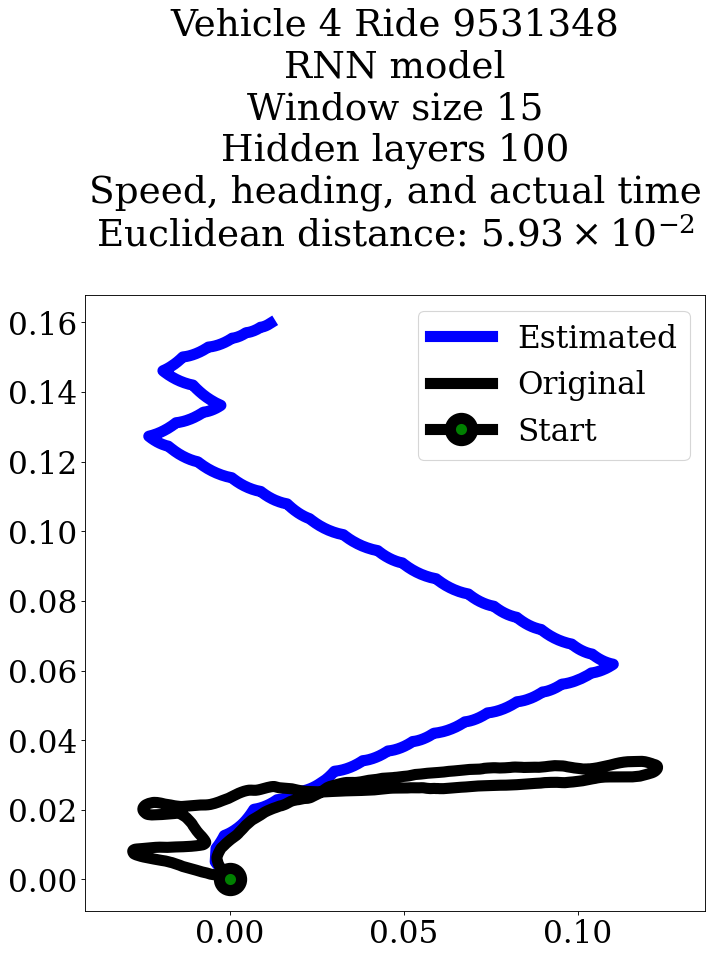 Vehicle 4 Ride 9531348
RNN model
Window size 15
Hidden layers 100
Speed, heading, and actual time
Euclidean distance: 5.93 × 10⁻²
Estimated
Original
Start
0.16
0.14
0.12
0.10
0.08
0.06
0.04
0.02
0.00
0.00 0.05 0.10